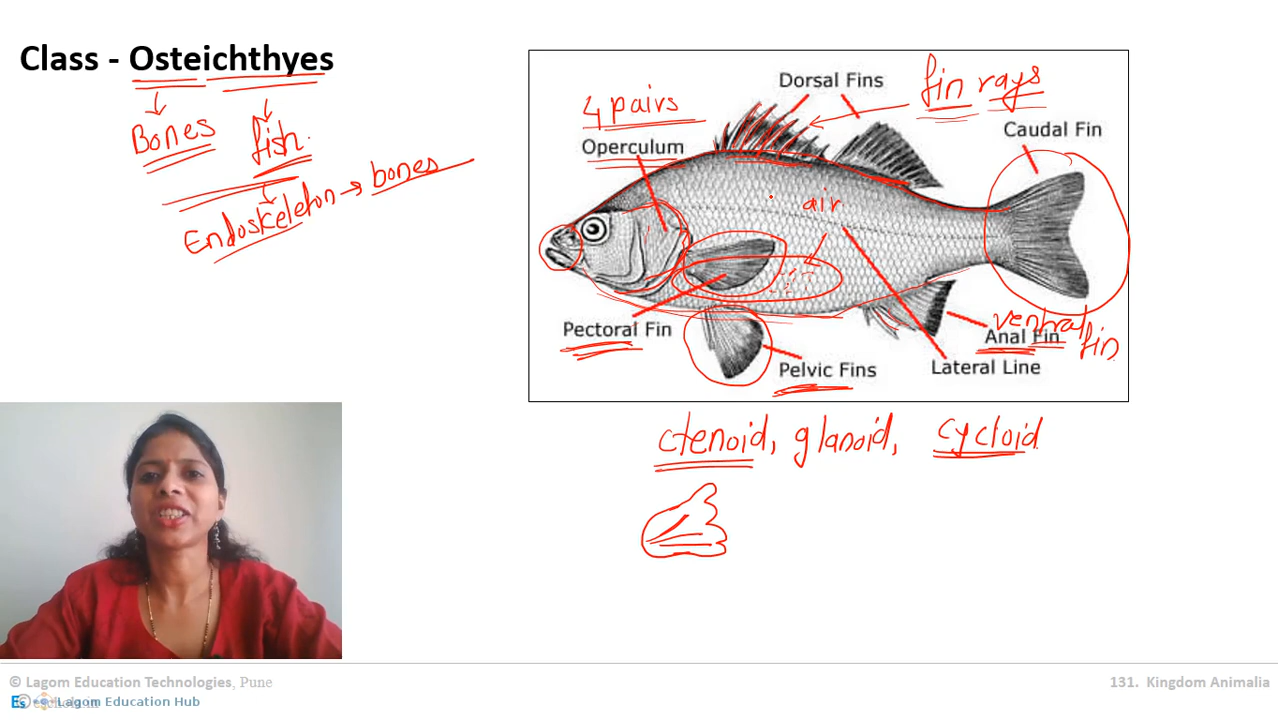 Class - Osteichthyes
Bones
fish.
Endoskeleton → bones
4 pairs
Operculum
Dorsal Fins
fin rays
Caudal Fin
air
Pectoral Fin
Pelvic Fins
ventral fin
Anal Fin
Lateral Line
ctenoid, glanoid, cycloid
© Lagom Education Technologies, Pune
131. Kingdom Animalia
Lagom Education Hub